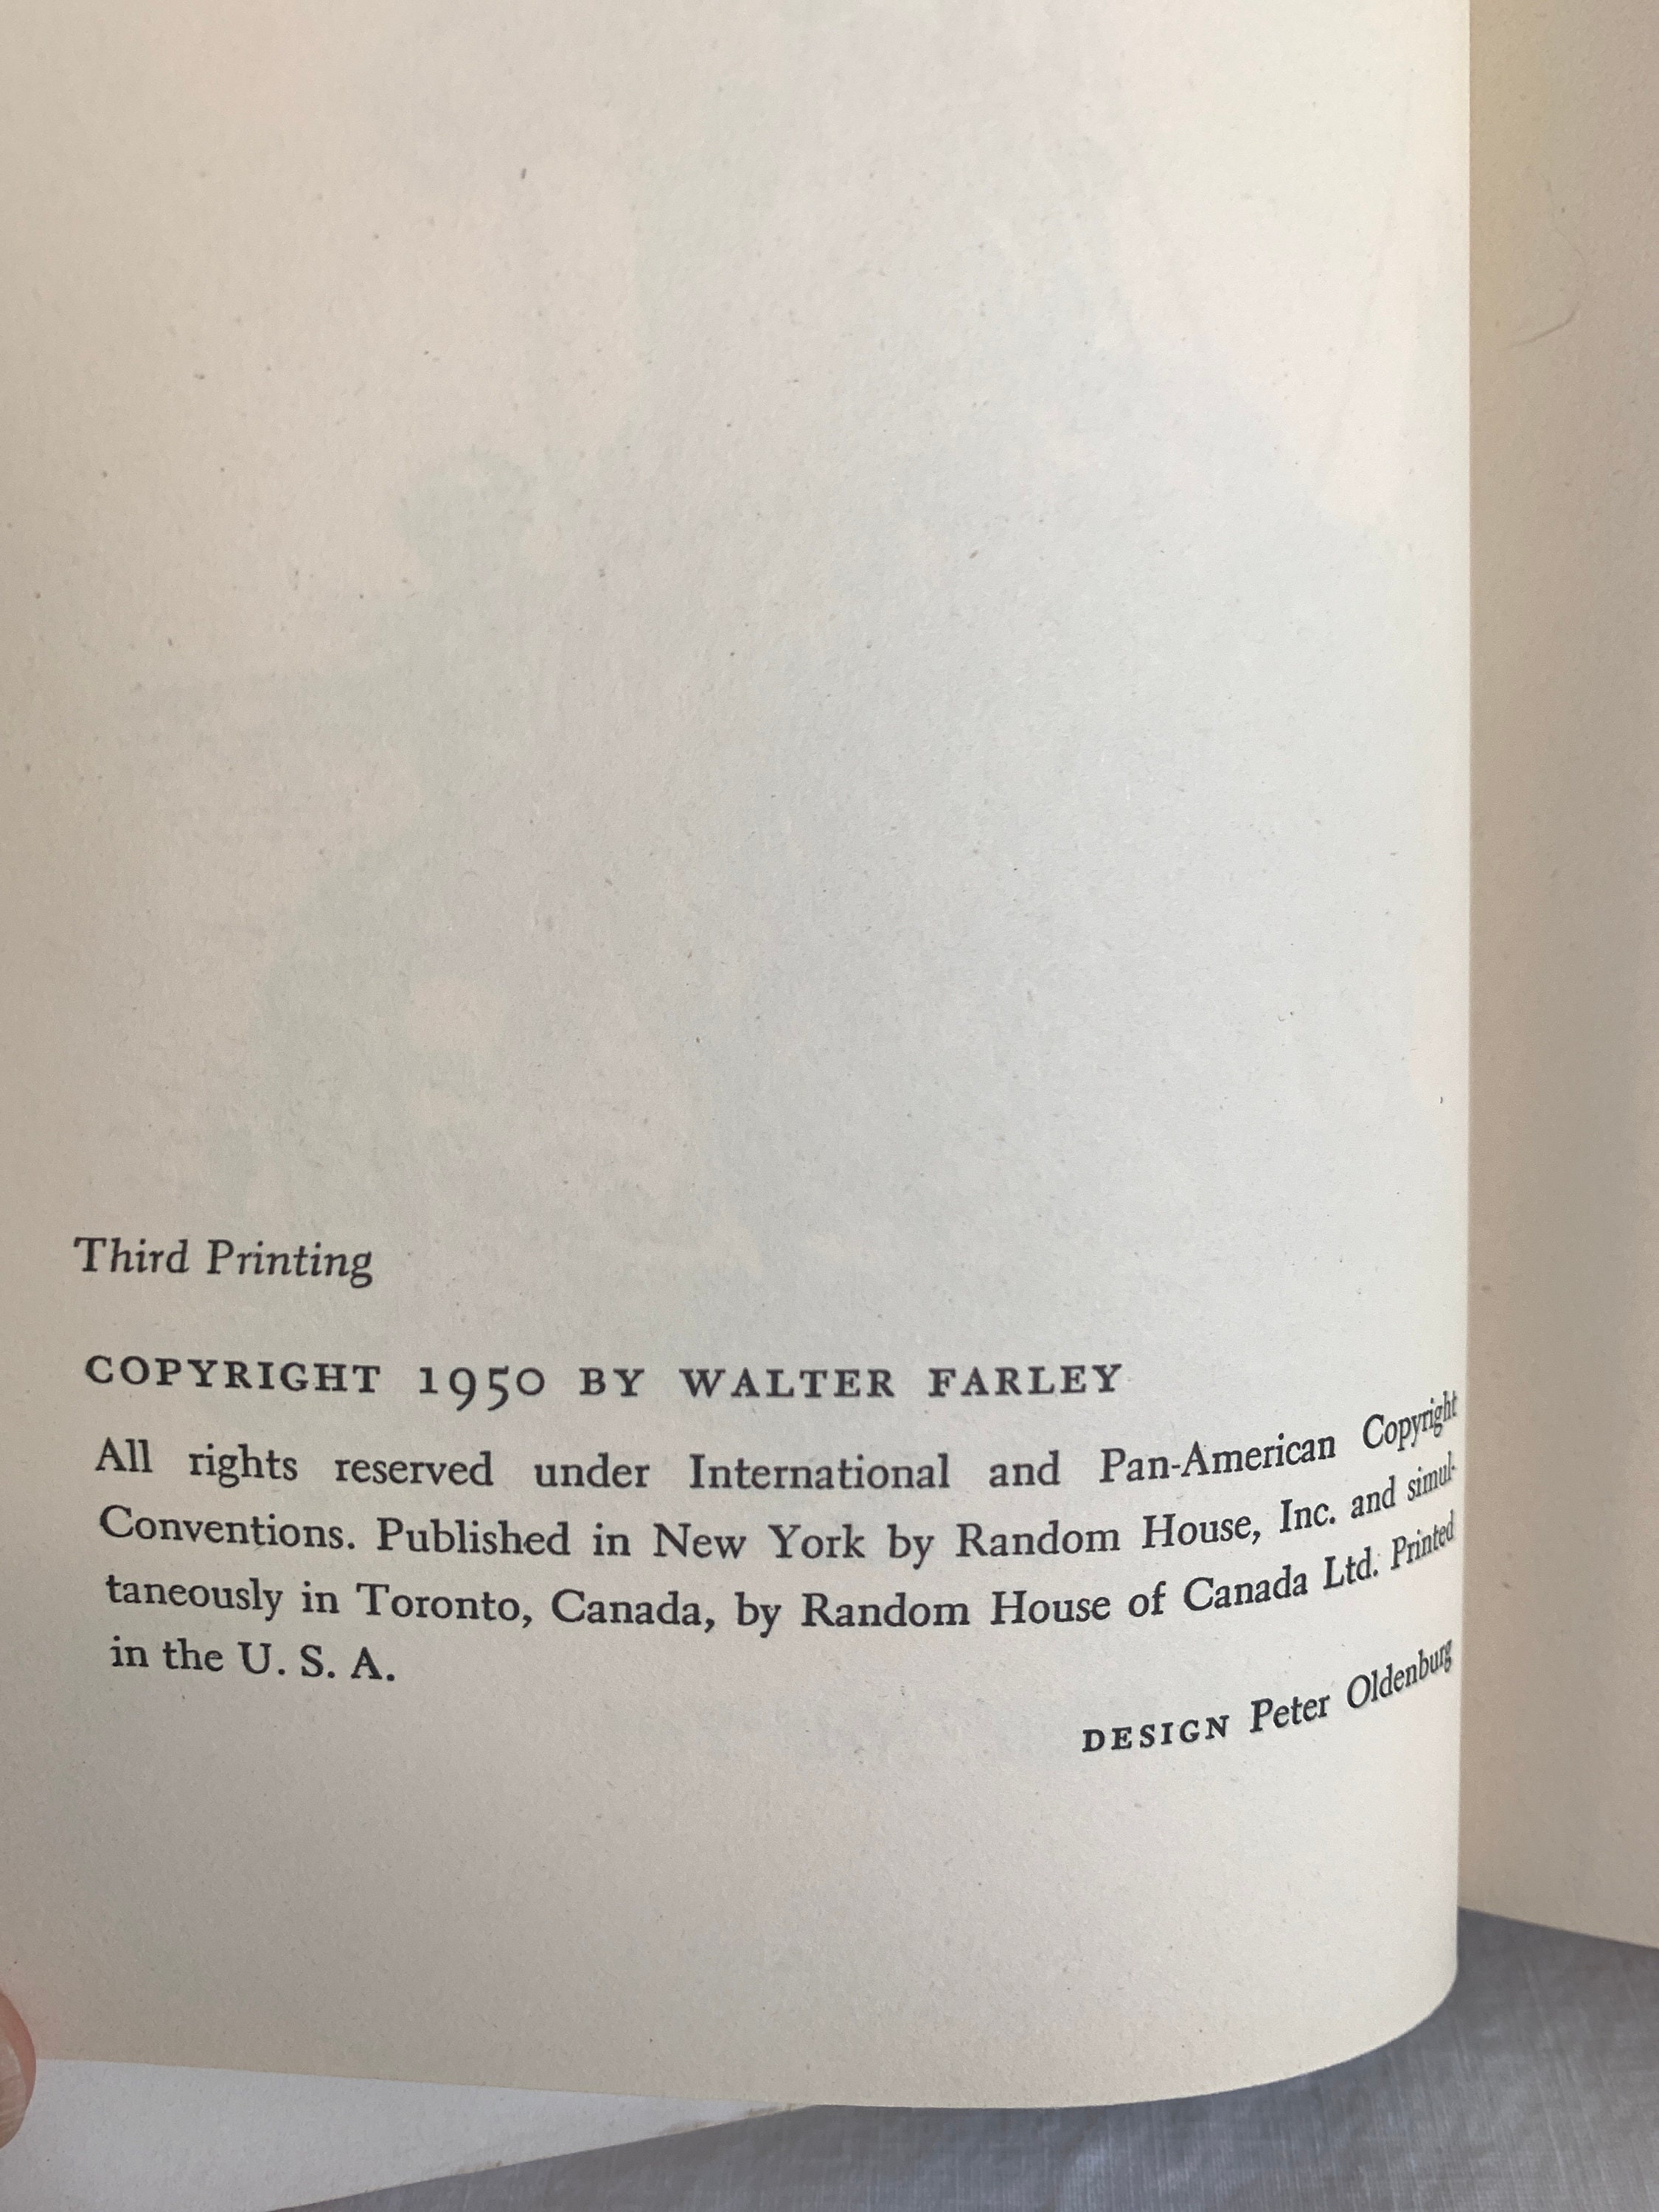 Third Printing
COPYRIGHT 1950 BY WALTER FARLEY
All rights reserved under International and Pan-American Copyright
Conventions. Published in New York by Random House, Inc. and simul-
taneously in Toronto, Canada, by Random House of Canada Ltd. Printed
in the U. S. A.
DESIGN Peter Oldenburg